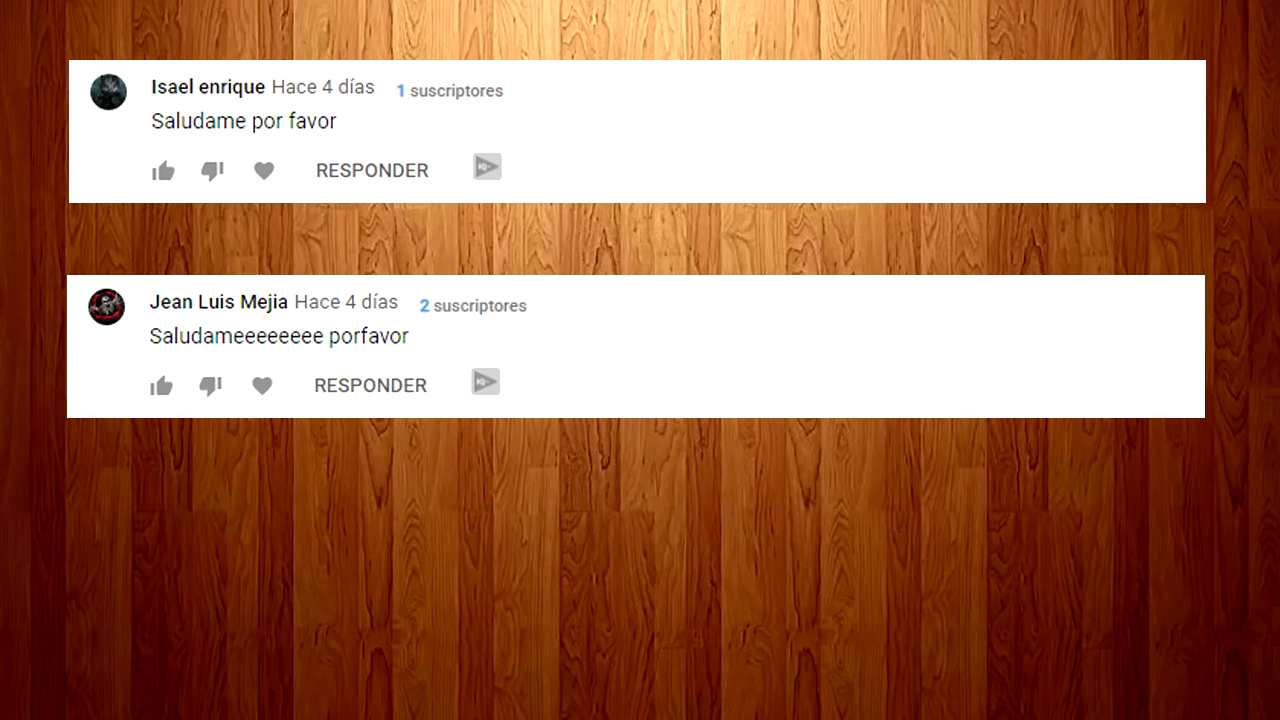 Isael enrique Hace 4 días 1 suscriptores
Saludame por favor
RESPONDER
Jean Luis Mejia Hace 4 días 2 suscriptores
Saludameeeeeeee porfavor
RESPONDER